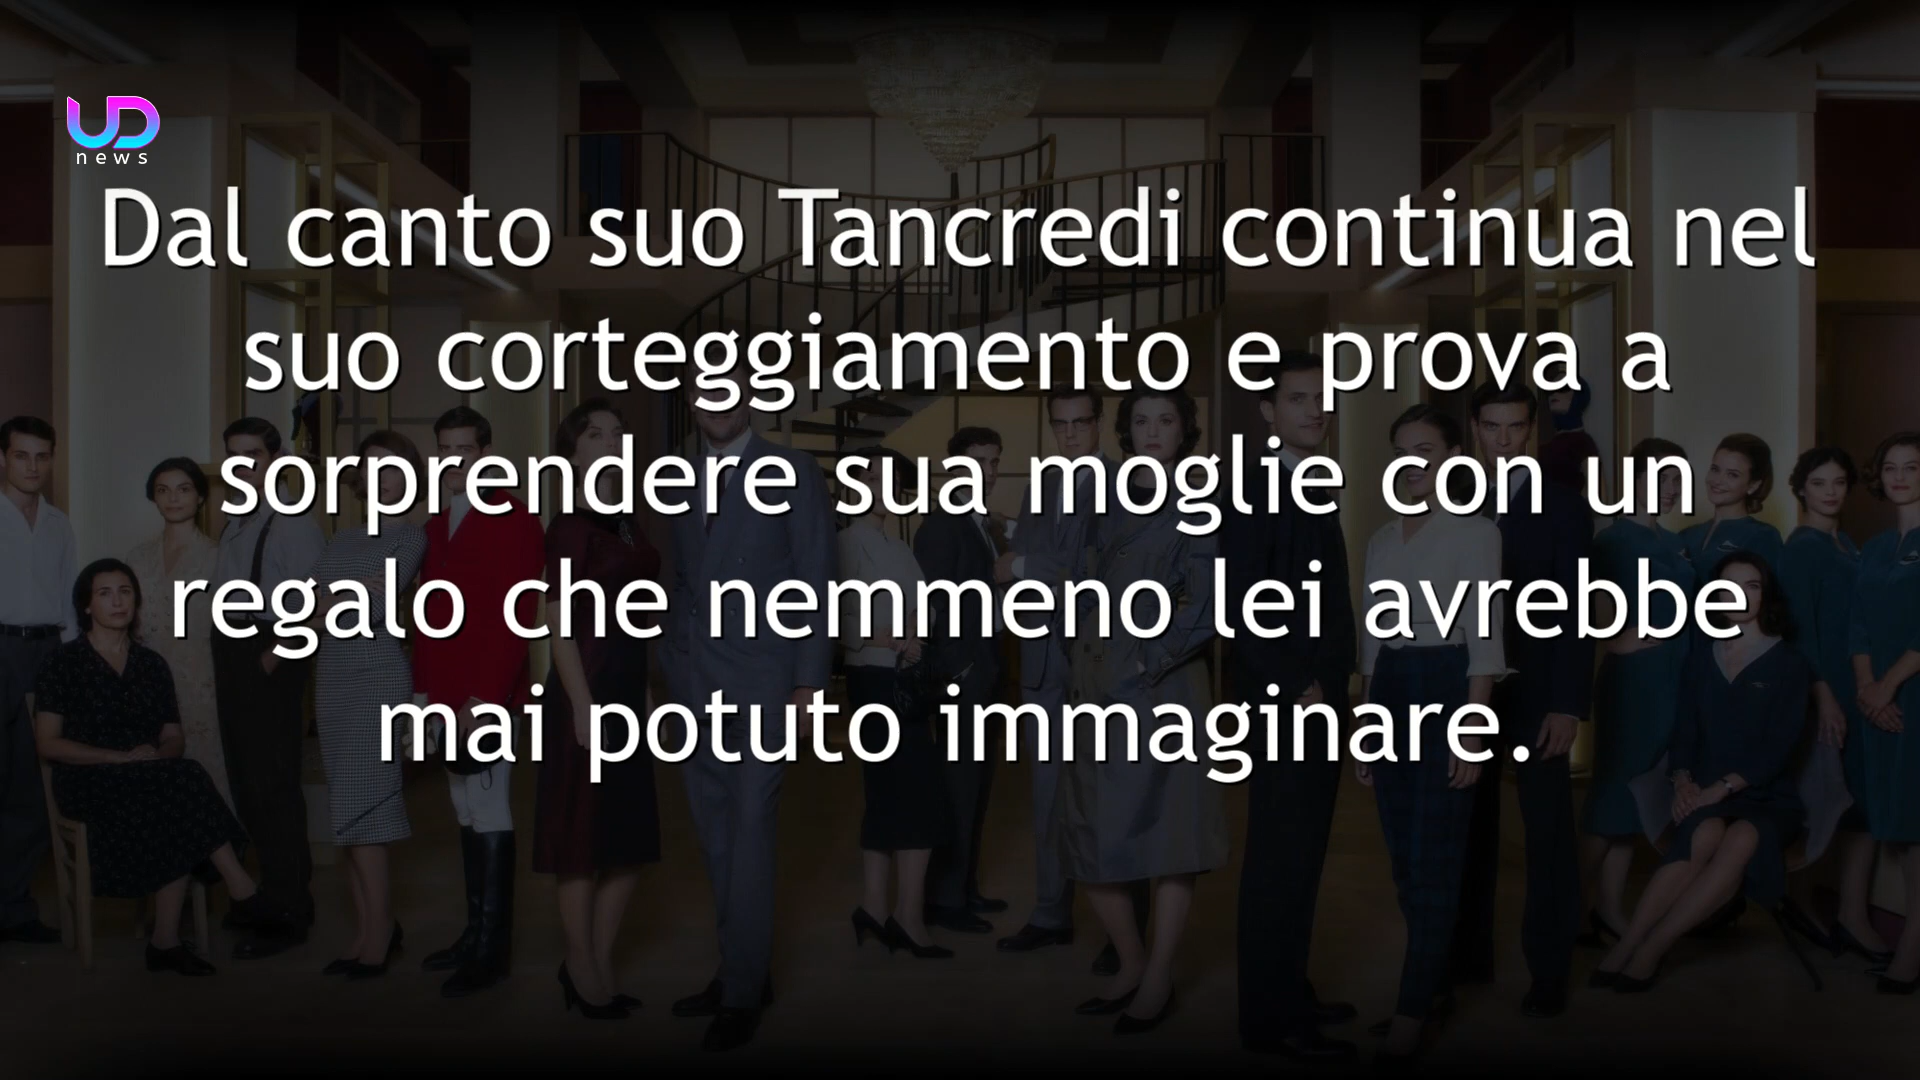 UD
news
Dal canto suo Tancredi continua nel
suo corteggiamento e prova a
sorprendere sua moglie con un
regalo che nemmeno lei avrebbe
mai potuto immaginare.